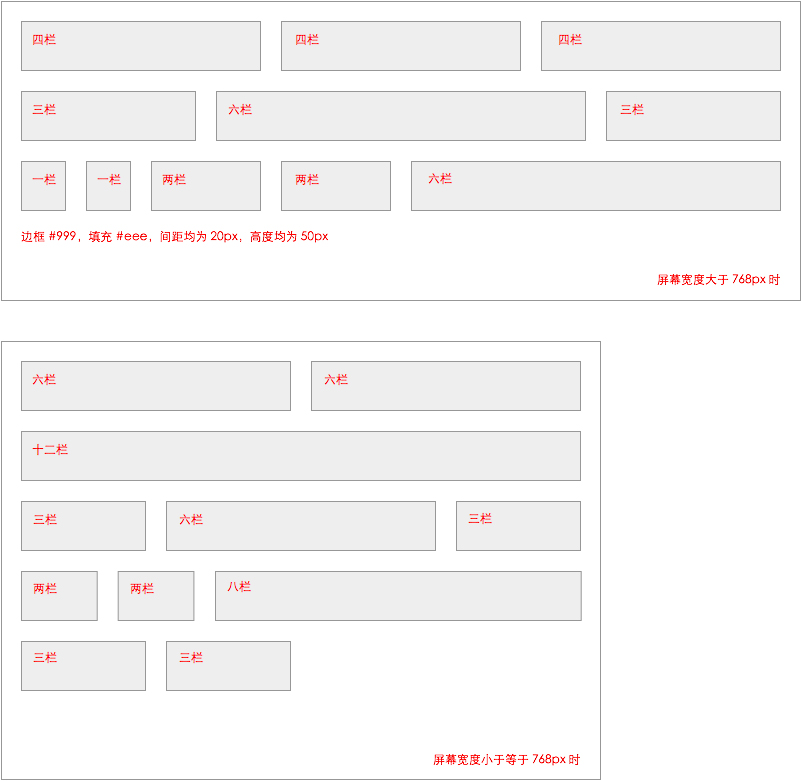 四栏 四栏 四栏
三栏 六栏 三栏
一栏 一栏 两栏 两栏 六栏
边框 #999，填充 #eee，间距均为 20px，高度均为 50px
屏幕宽度大于 768px 时
六栏 六栏
十二栏
三栏 六栏 三栏
两栏 两栏 八栏
三栏 三栏
屏幕宽度小于等于 768px 时